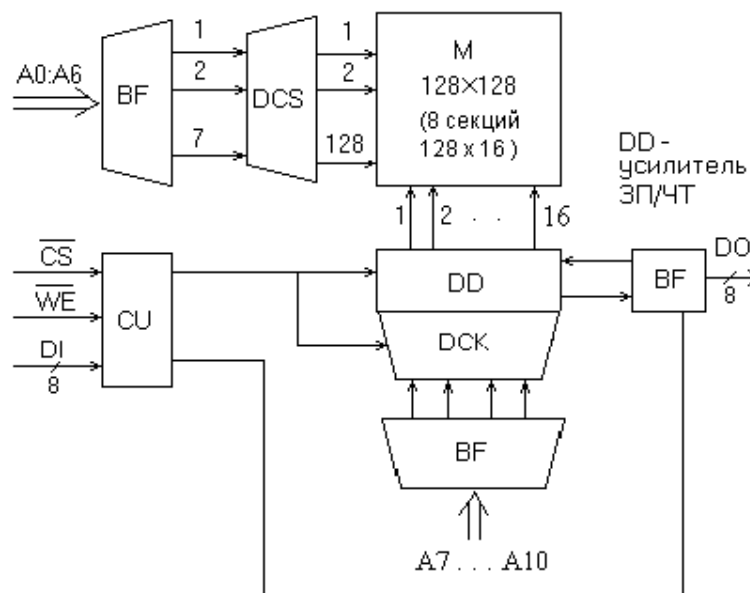 A0:A6
BF
1
2
7
DCS
1
2
128
M
128×128
(8 секций
128 x 16 )
DD -
усилитель
ЗП/ЧТ
1
2
. .
16
CS
WE
DI
8
CU
DD
DCK
BF
DO
8
BF
A7 . . . A10